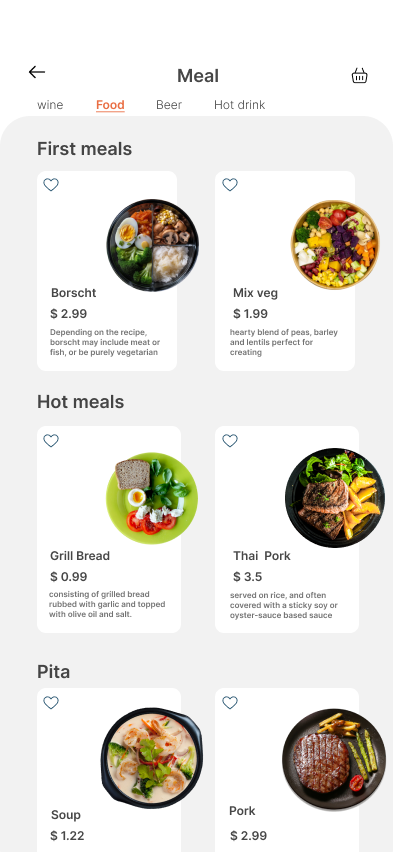 Meal
wine Food Beer Hot drink
First meals
Borscht
$ 2.99
Depending on the recipe,
borscht may include meat or
fish, or be purely vegetarian
Mix veg
$ 1.99
hearty blend of peas, barley
and lentils perfect for
creating
Hot meals
Grill Bread
$ 0.99
consisting of grilled bread
rubbed with garlic and topped
with olive oil and salt.
Thai Pork
$ 3.5
served on rice, and often
covered with a sticky soy or
oyster-sauce based sauce
Pita
Soup
$ 1.22
Pork
$ 2.99